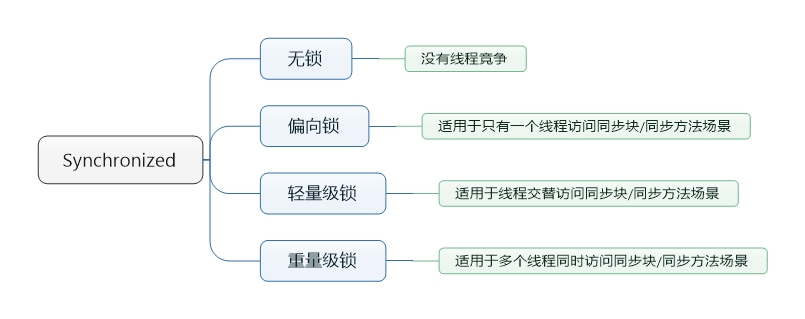 Synchronized
无锁
没有线程竞争
偏向锁
适用于只有一个线程访问同步块/同步方法场景
轻量级锁
适用于线程交替访问同步块/同步方法场景
重量级锁
适用于多个线程同时访问同步块/同步方法场景